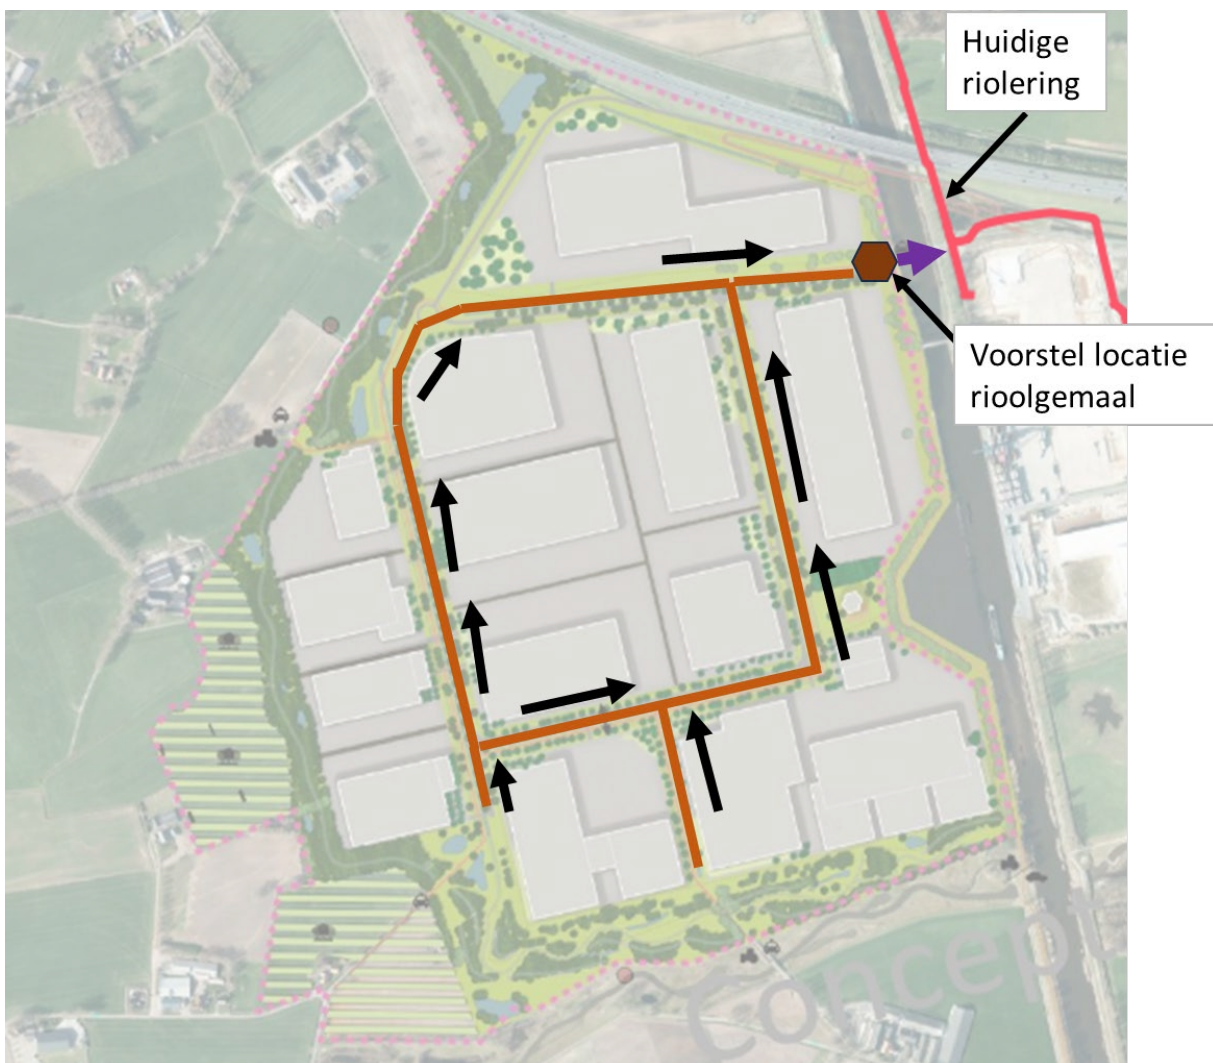 Huidige
riolering
Voorstel locatie
rioolgemaal
concept